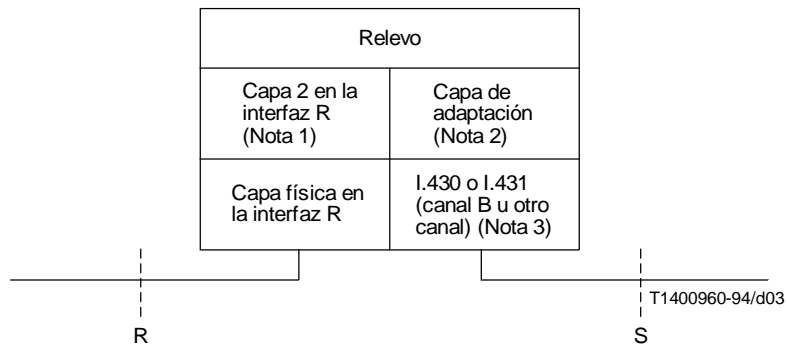 Relevo
Capa 2 en la
interfaz R
(Nota 1)
Capa de
adaptación
(Nota 2)
Capa física en
la interfaz R
I.430 o I.431
(canal B u otro
canal) (Nota 3)
T1400960-94/d03
R
S